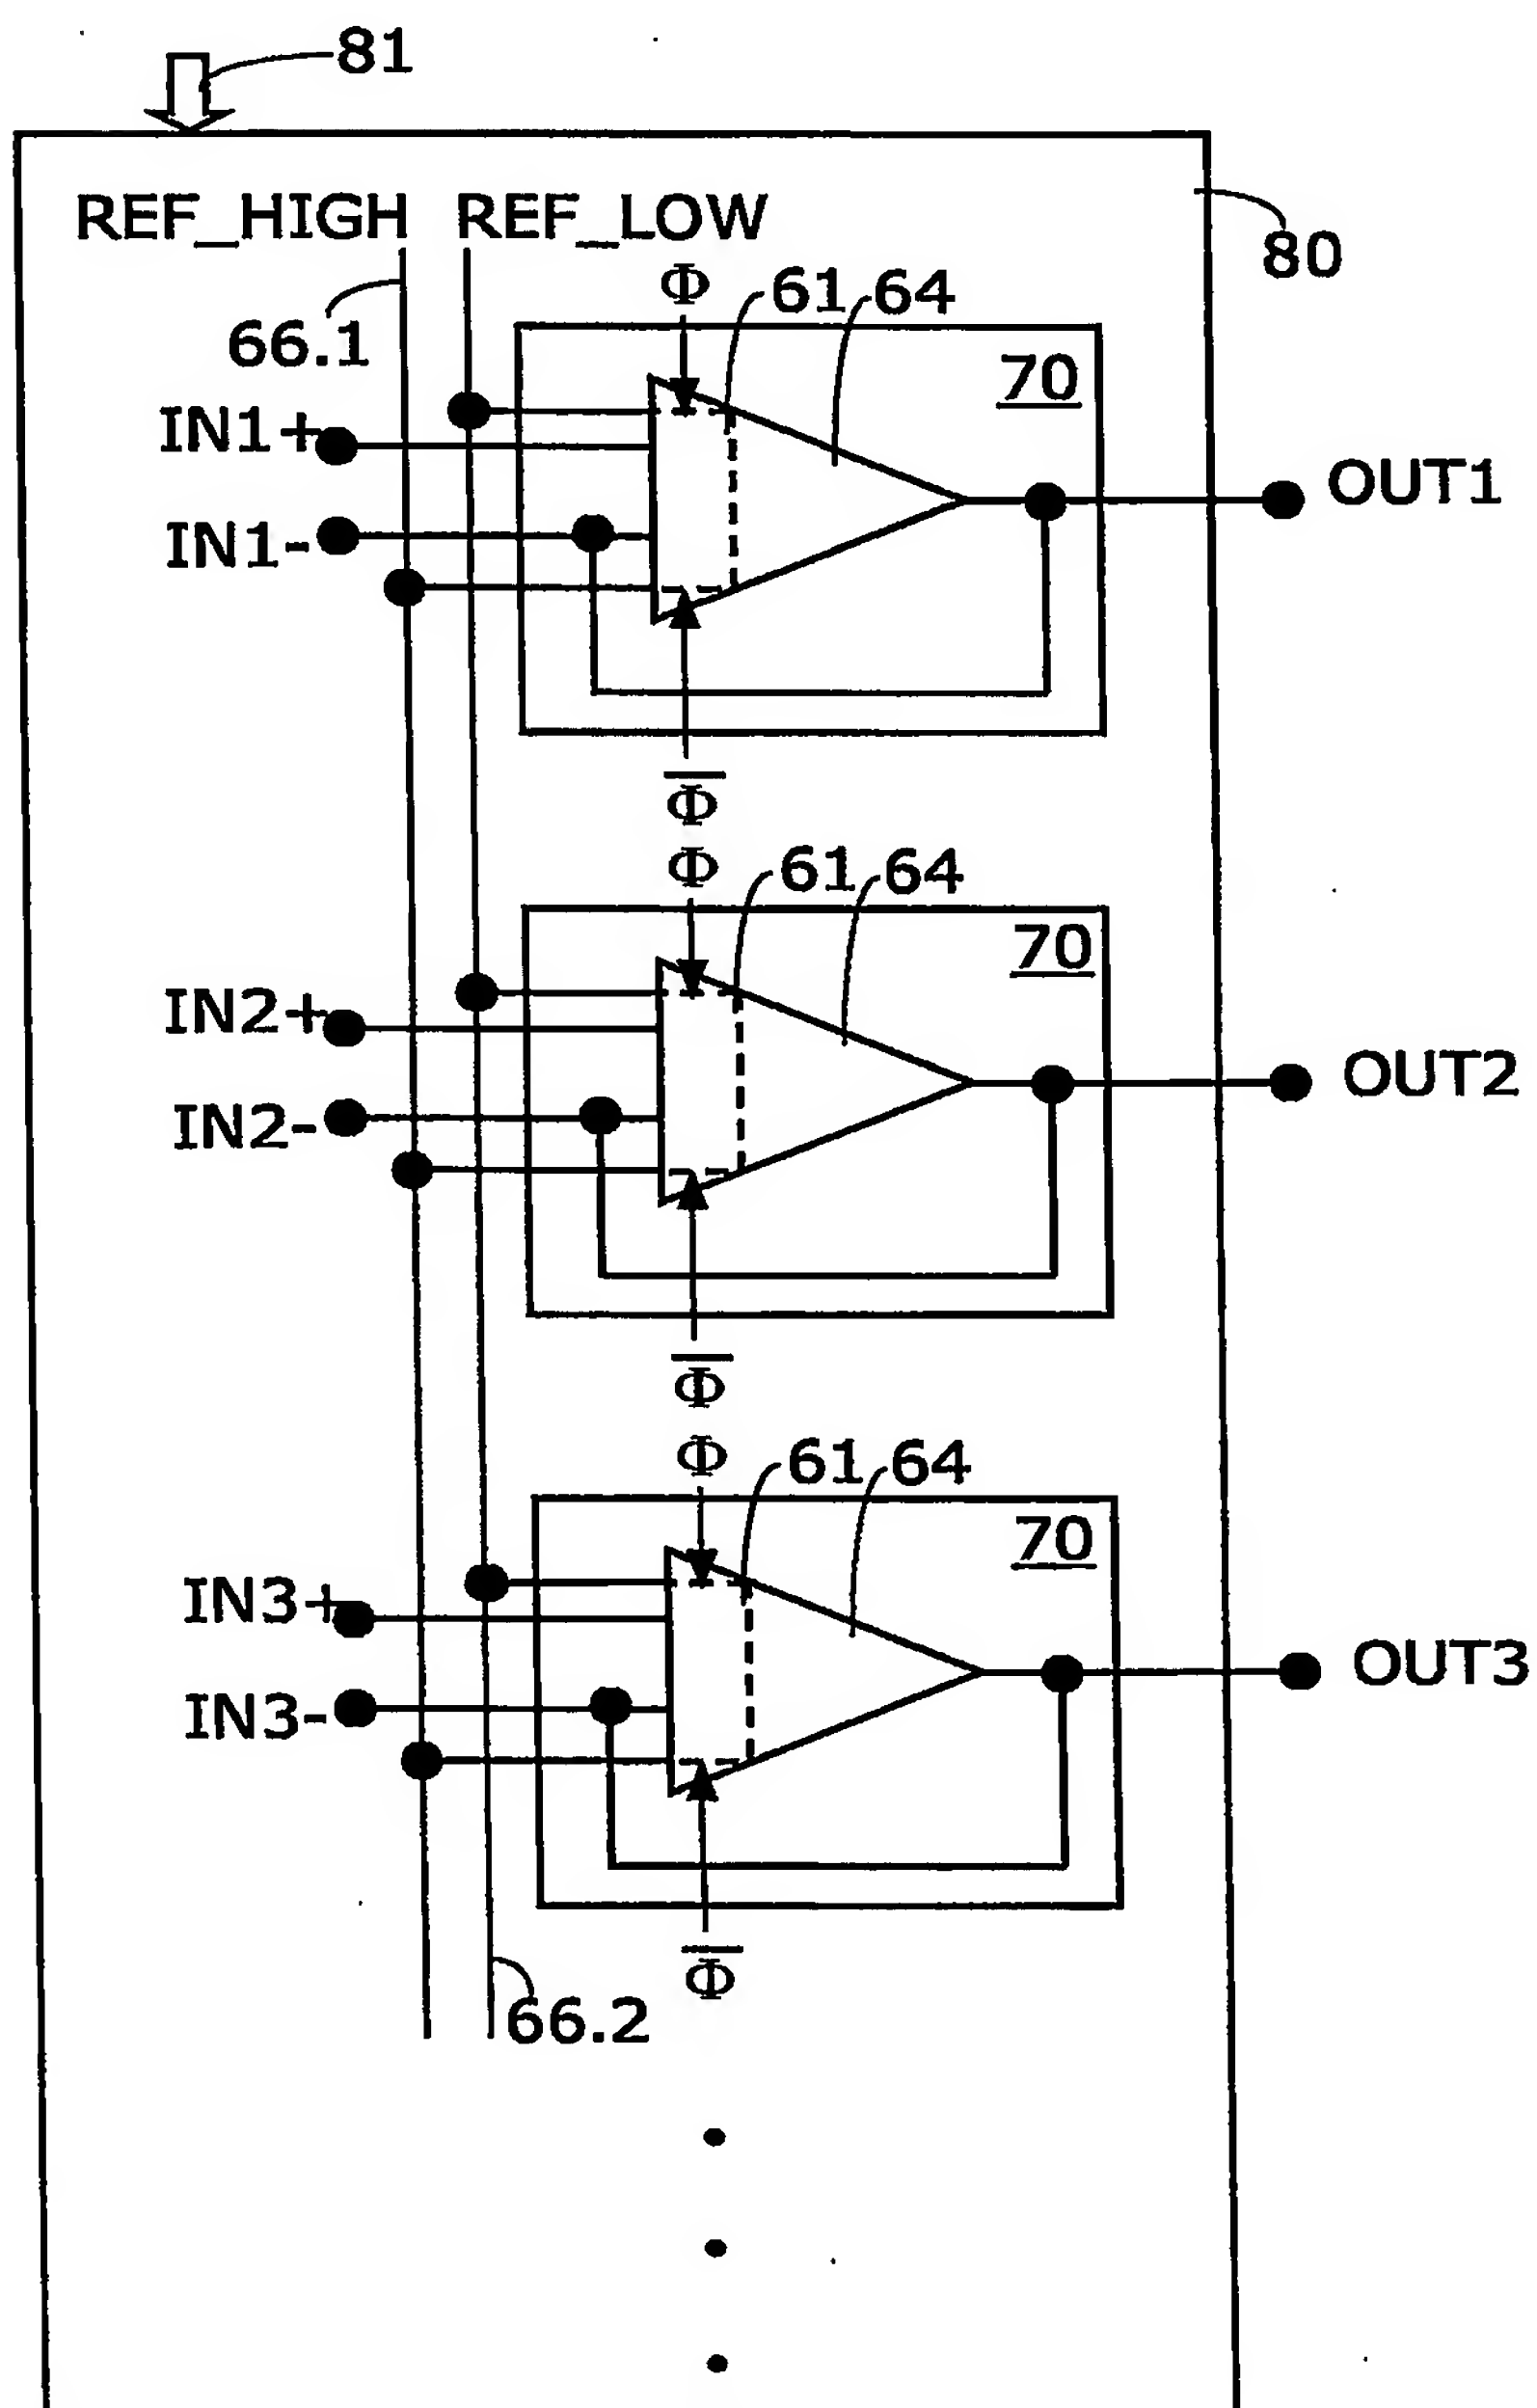 81
REF_HIGH REF_LOW
80
Φ 61 64
66.1
70
IN1+
OUT1
IN1-
Φ̅
Φ 61 64
70
IN2+
OUT2
IN2-
Φ̅
Φ 61 64
70
IN3+
OUT3
IN3-
Φ̅
66.2